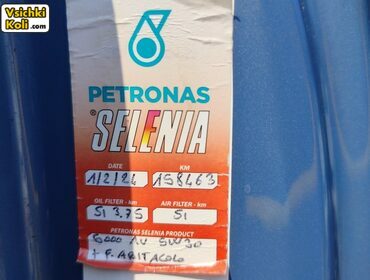 Vsichki
Koli.com
PETRONAS
SELENIA
DATE KM
1/2/24 158463
OIL FILTER - km AIR FILTER - km
SI 3.75 SI
PETRONAS SELENIA PRODUCT
5W30
+ F.